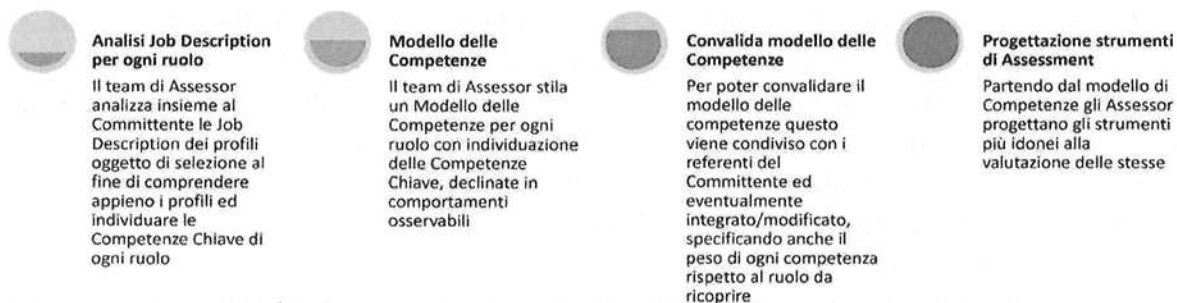 Analisi Job Description
per ogni ruolo
Il team di Assessor
analizza insieme al
Committente le Job
Description dei profili
oggetto di selezione al
fine di comprendere
appieno i profili ed
individuare le
Competenze Chiave di
ogni ruolo
Modello delle
Competenze
Il team di Assessor stila
un Modello delle
Competenze per ogni
ruolo con individuazione
delle Competenze
Chiave, declinate in
comportamenti
osservabili
Convalida modello delle
Competenze
Per poter convalidare il
modello delle
competenze questo
viene condiviso con i
referenti del
Committente ed
eventualmente
integrato/modificato,
specificando anche il
peso di ogni competenza
rispetto al ruolo da
ricoprire
Progettazione strumenti
di Assessment
Partendo dal modello di
Competenze gli Assessor
progettano gli strumenti
più idonei alla
valutazione delle stesse